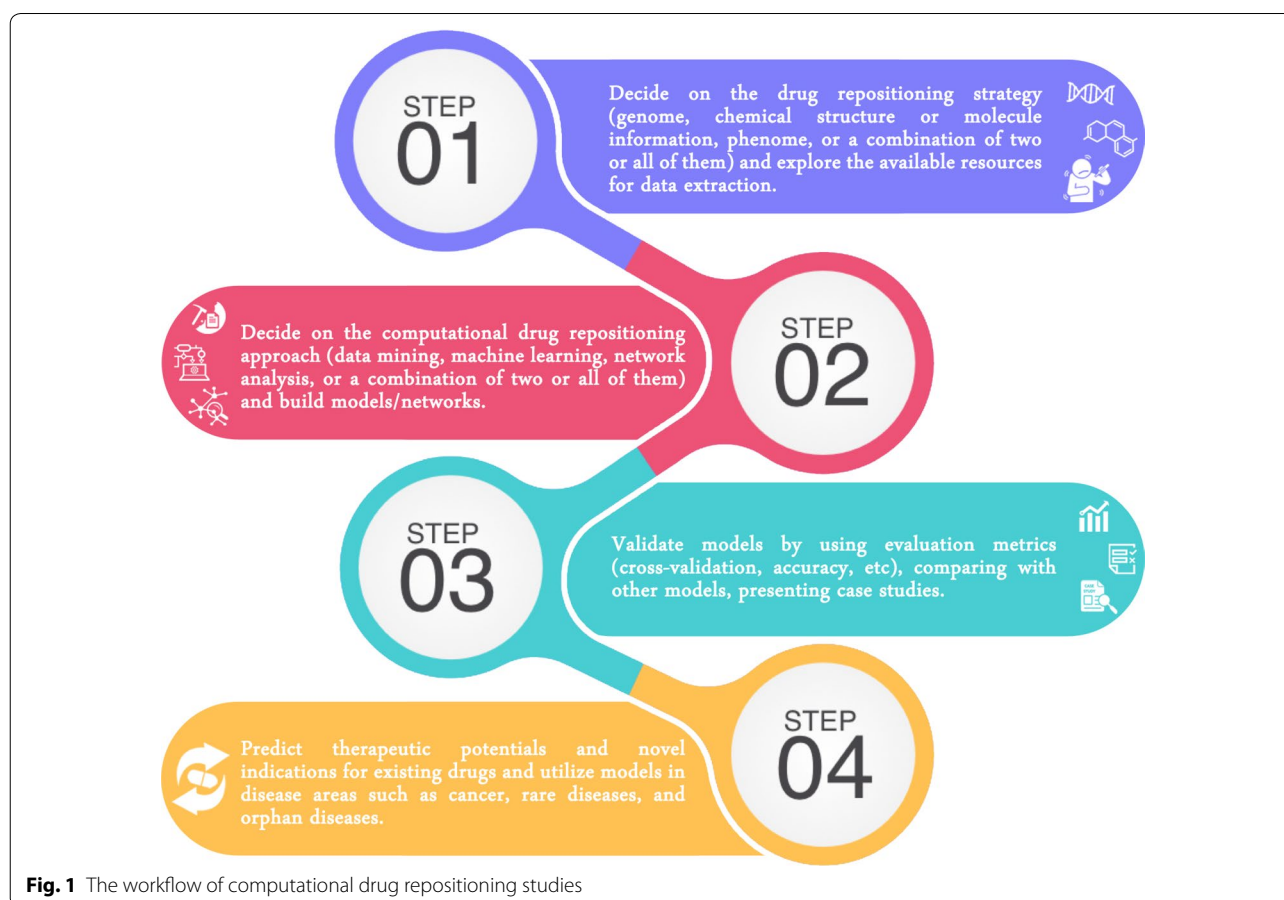 STEP
01
Decide on the drug repositioning strategy
(genome, chemical structure or molecule
information, phenome, or a combination of two
or all of them) and explore the available resources
for data extraction.
STEP
02
Decide on the computational drug repositioning
approach (data mining, machine learning, network
analysis, or a combination of two or all of them)
and build models/networks.
STEP
03
Validate models by using evaluation metrics
(cross-validation, accuracy, etc), comparing with
other models, presenting case studies.
STEP
04
Predict therapeutic potentials and novel
indications for existing drugs and utilize models in
disease areas such as cancer, rare diseases, and
orphan diseases.
Fig. 1 The workflow of computational drug repositioning studies